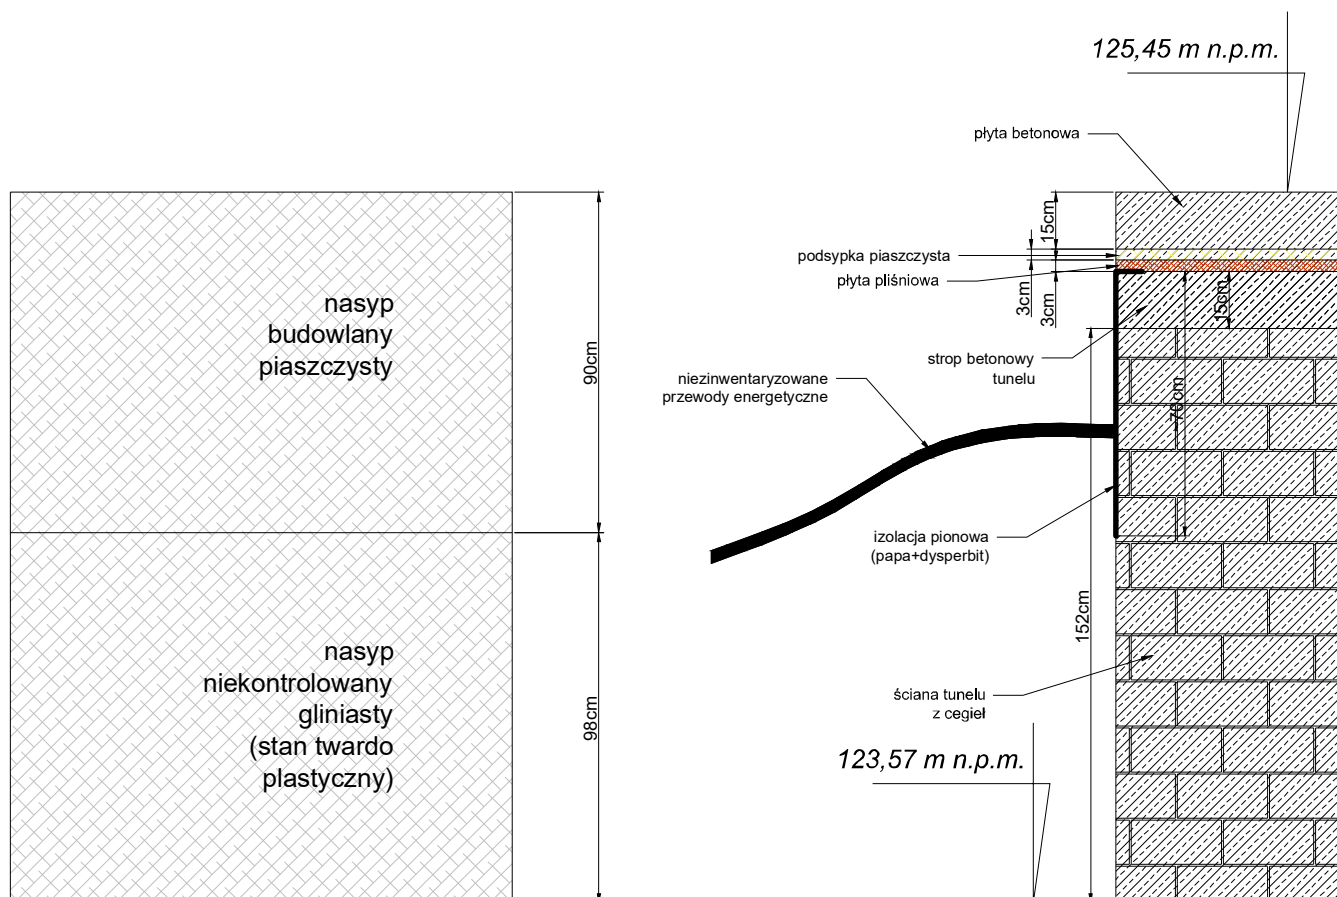 125,45 m n.p.m.
płyta betonowa
15cm
podsypka piaszczysta
płyta pliśniowa
3cm
3cm
15cm
nasyp
budowlany
piaszczysty
90cm
strop betonowy
tunelu
niezinwentaryzowane
przewody energetyczne
~70cm
izolacja pionowa
(papa+dysperbit)
152cm
nasyp
niekontrolowany
gliniasty
(stan twardo
plastyczny)
98cm
ściana tunelu
z cegieł
123,57 m n.p.m.